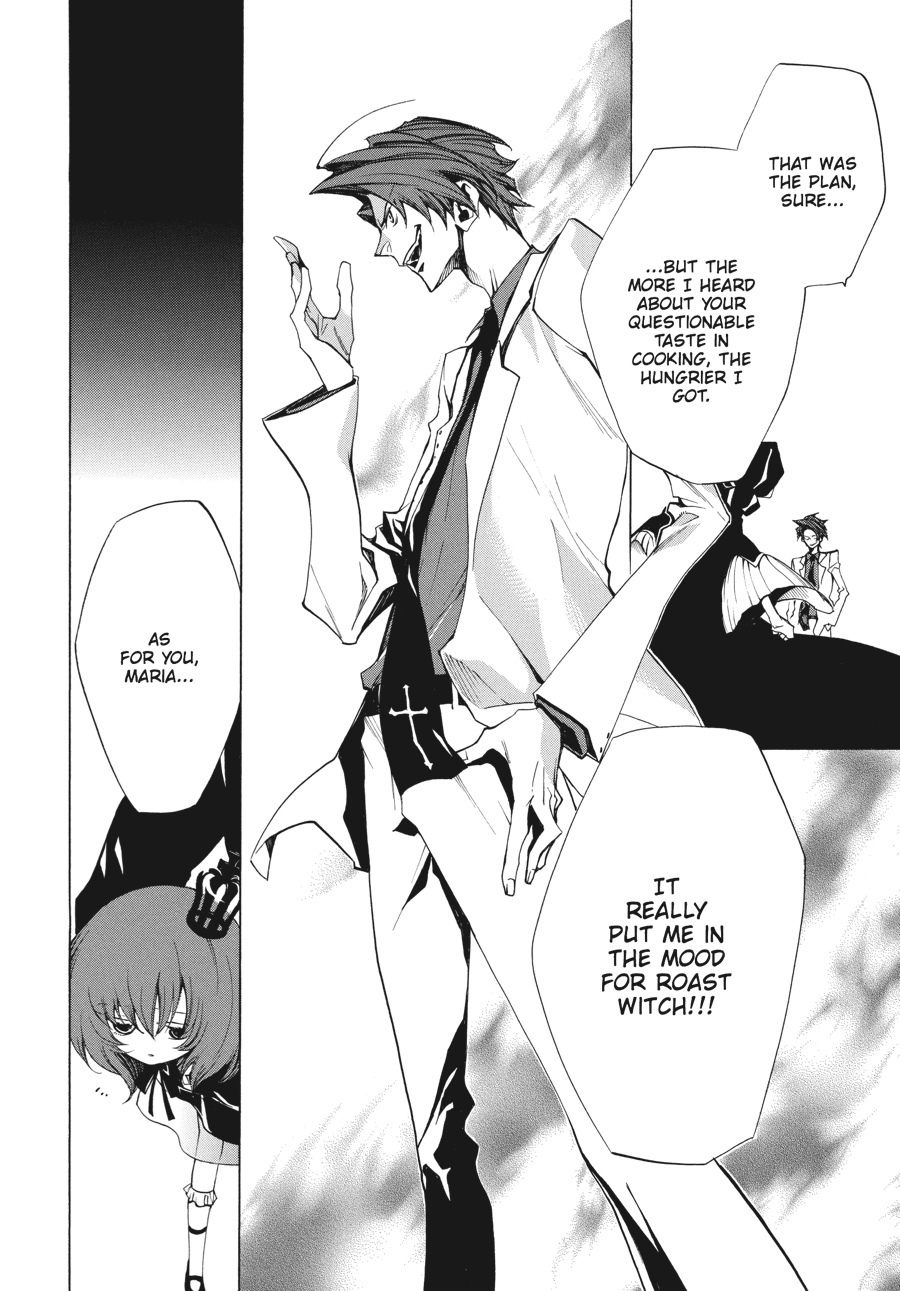 THAT WAS
THE PLAN,
SURE...
...BUT THE
MORE I HEARD
ABOUT YOUR
QUESTIONABLE
TASTE IN
COOKING, THE
HUNGRIER I
GOT.
IT
REALLY
PUT ME IN
THE MOOD
FOR ROAST
WITCH!!!
AS
FOR YOU,
MARIA...